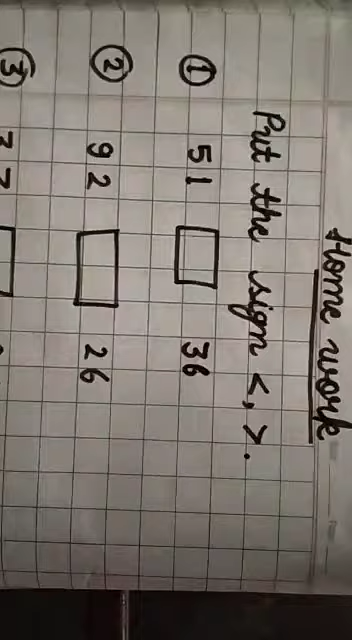 Home work
Put the sign <, >.
① 51 □ 36
② 92 □ 26
③